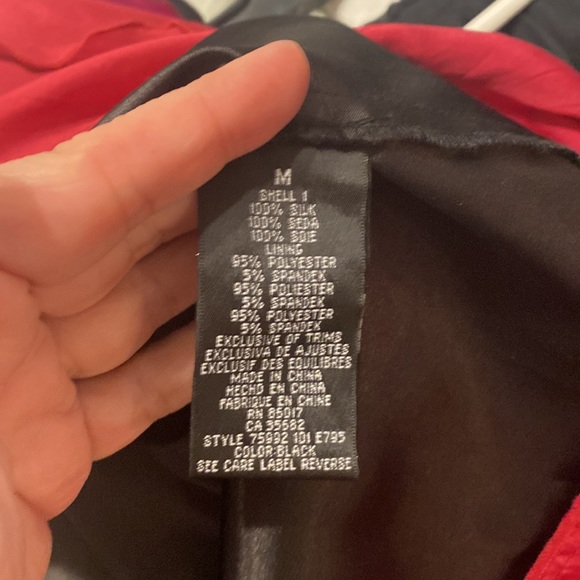 M
SHELL 1
100% SILK
100% SEDA
100% SOIE
LINING
95% POLYESTER
5% SPANDEX
95% POLIESTER
5% SPANDEX
95% POLYESTER
5% SPANDEX
EXCLUSIVE OF TRIMS
EXCLUSIVA DE AJUSTES
EXCLUSIF DES EQUILIBRES
MADE IN CHINA
HECHO EN CHINA
FABRIQUE EN CHINE
RN 85017
CA 35682
STYLE 75992 101 E795
COLOR:BLACK
SEE CARE LABEL REVERSE